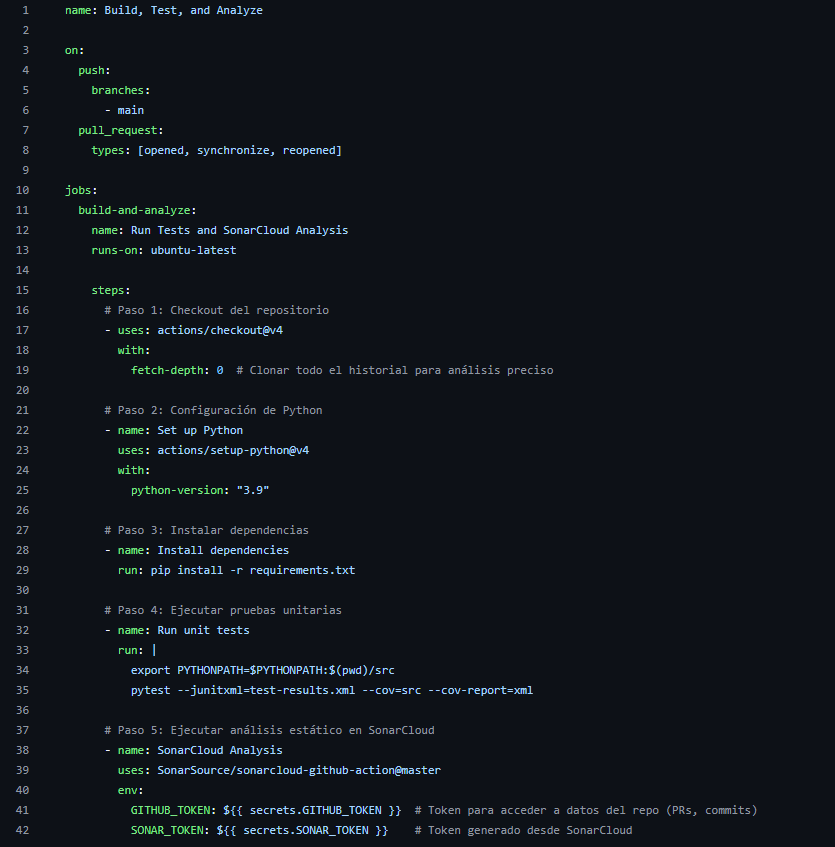 1 name: Build, Test, and Analyze
2
3 on:
4   push:
5     branches:
6       - main
7   pull_request:
8     types: [opened, synchronize, reopened]
9
10 jobs:
11   build-and-analyze:
12     name: Run Tests and SonarCloud Analysis
13     runs-on: ubuntu-latest
14
15     steps:
16       # Paso 1: Checkout del repositorio
17       - uses: actions/checkout@v4
18         with:
19           fetch-depth: 0  # Clonar todo el historial para análisis preciso
20
21       # Paso 2: Configuración de Python
22       - name: Set up Python
23         uses: actions/setup-python@v4
24         with:
25           python-version: "3.9"
26
27       # Paso 3: Instalar dependencias
28       - name: Install dependencies
29         run: pip install -r requirements.txt
30
31       # Paso 4: Ejecutar pruebas unitarias
32       - name: Run unit tests
33         run: |
34           export PYTHONPATH=$PYTHONPATH:$(pwd)/src
35           pytest --junitxml=test-results.xml --cov=src --cov-report=xml
36
37       # Paso 5: Ejecutar análisis estático en SonarCloud
38       - name: SonarCloud Analysis
39         uses: SonarSource/sonarcloud-github-action@master
40         env:
41           GITHUB_TOKEN: ${{ secrets.GITHUB_TOKEN }}  # Token para acceder a datos del repo (PRs, commits)
42           SONAR_TOKEN: ${{ secrets.SONAR_TOKEN }}    # Token generado desde SonarCloud